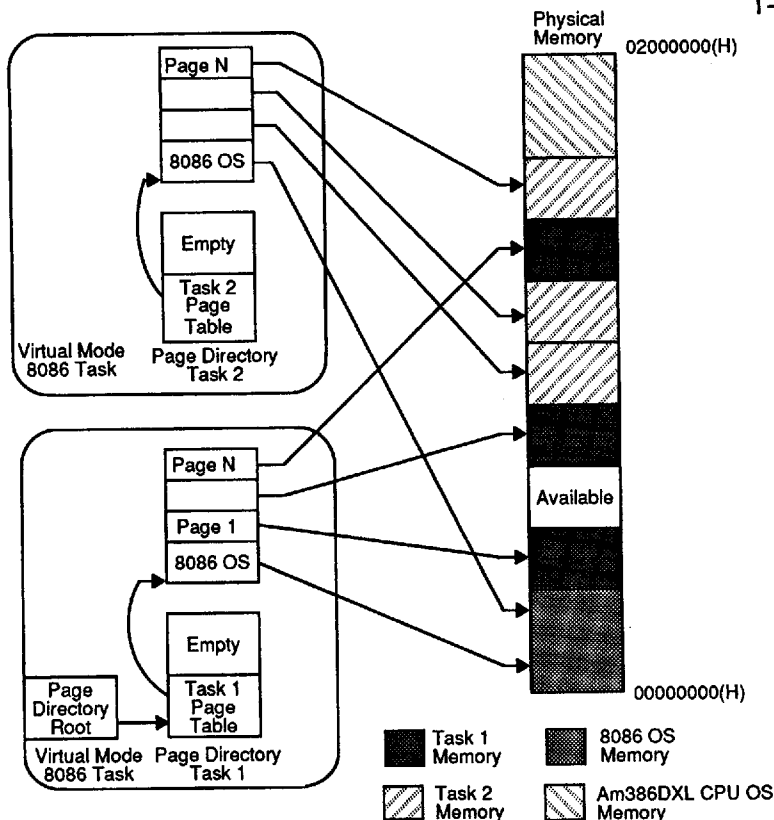 Physical
Memory
02000000(H)
Page N
8086 OS
Empty
Task 2
Page
Table
Virtual Mode
8086 Task
Page Directory
Task 2
Page N
Page 1
8086 OS
Empty
Task 1
Page
Table
Page
Directory
Root
Virtual Mode
8086 Task
Page Directory
Task 1
Available
00000000(H)
Task 1
Memory
8086 OS
Memory
Task 2
Memory
Am386DXL CPU OS
Memory